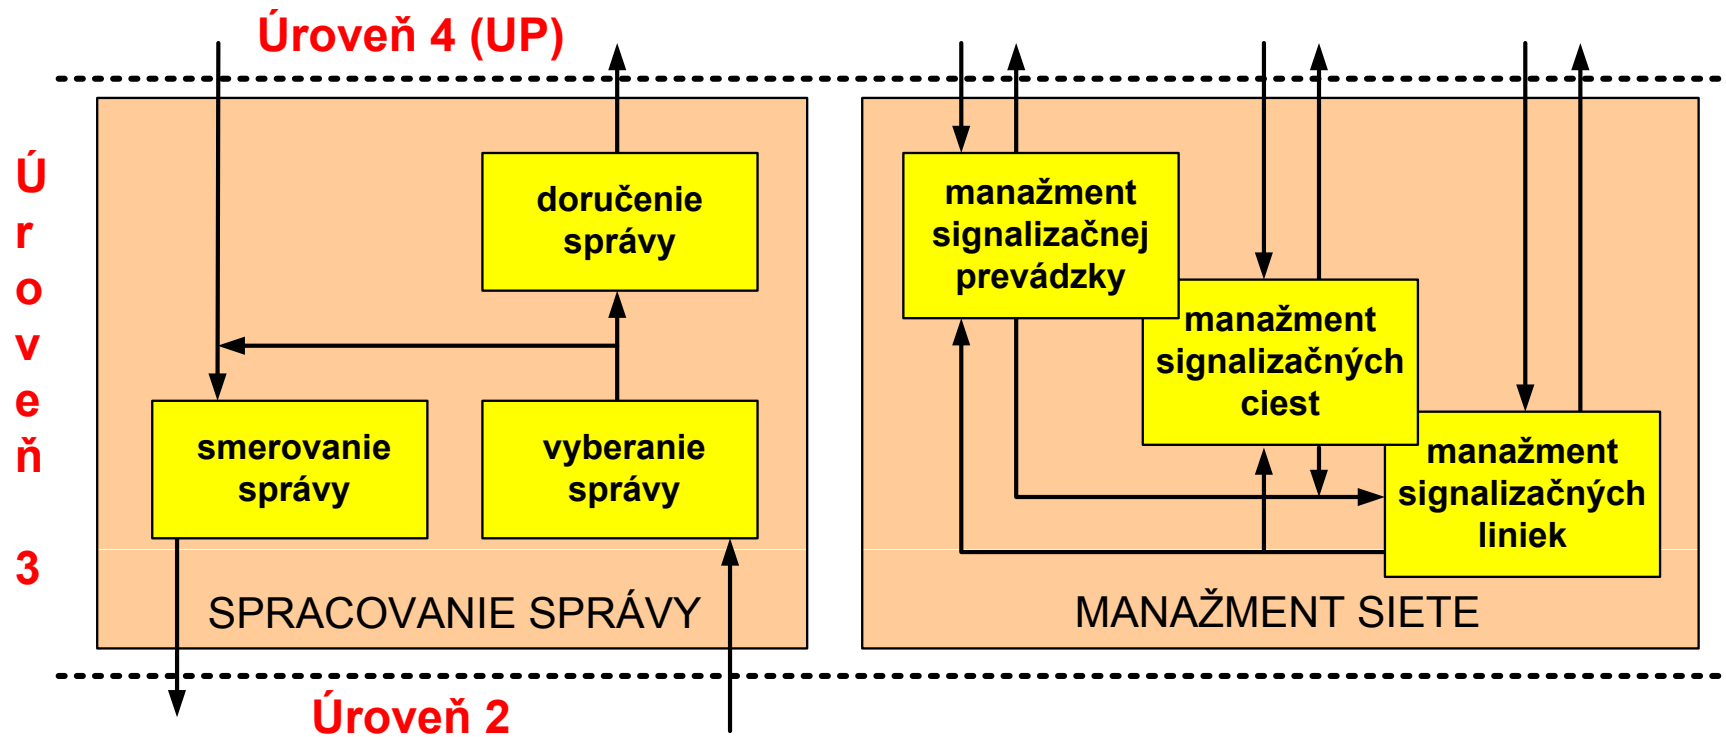 Úroveň 4 (UP)
Ú
r
o
v
e
ň
3
doručenie
správy
smerovanie
správy
vyberanie
správy
SPRACOVANIE SPRÁVY
manažment
signalizačnej
prevádzky
manažment
signalizačných
ciest
manažment
signalizačných
liniek
MANAŽMENT SIETE
Úroveň 2